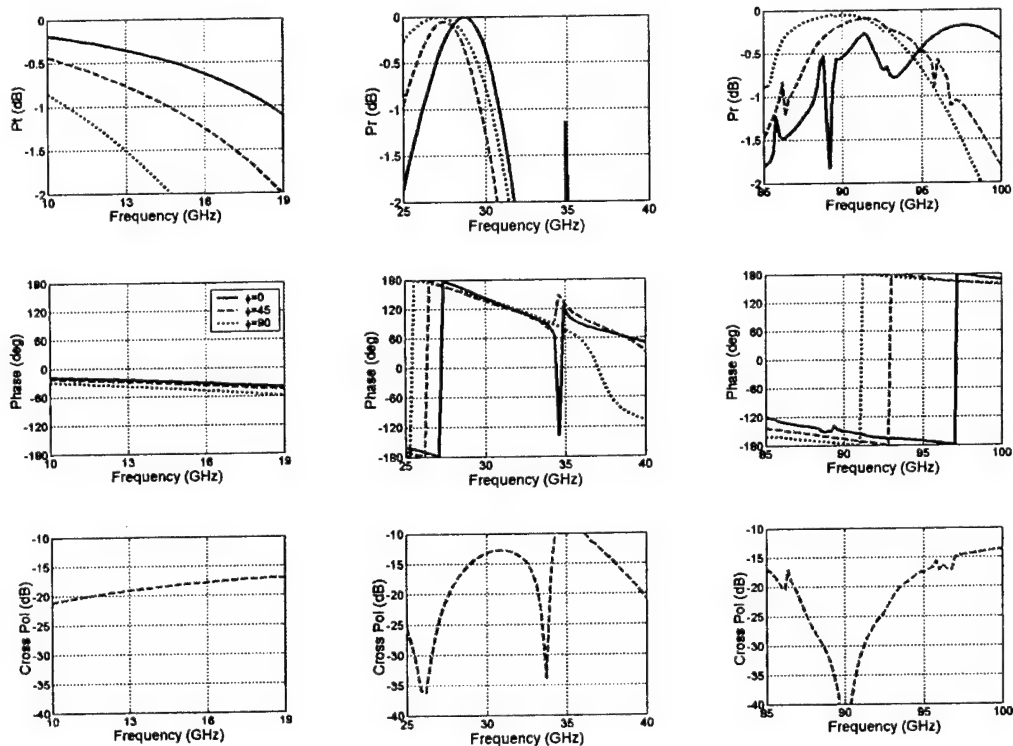 0
-0.5
-1
-1.5
-2
10 13 16 19
Pt (dB)
Frequency (GHz)
0
-0.5
-1
-1.5
-2
25 30 35 40
Pr (dB)
Frequency (GHz)
0
-0.5
-1
-1.5
-2
85 90 95 100
Pr (dB)
Frequency (GHz)
180
120
60
0
-60
-120
-180
10 13 16 19
Phase (deg)
Frequency (GHz)
ϕ=0
ϕ=45
ϕ=90
180
120
60
0
-60
-120
-180
25 30 35 40
Phase (deg)
Frequency (GHz)
180
120
60
0
-60
-120
-180
85 90 95 100
Phase (deg)
Frequency (GHz)
-10
-15
-20
-25
-30
-35
-40
10 13 16 19
Cross Pol (dB)
Frequency (GHz)
-10
-15
-20
-25
-30
-35
-40
25 30 35 40
Cross Pol (dB)
Frequency (GHz)
-10
-15
-20
-25
-30
-35
-40
85 90 95 100
Cross Pol (dB)
Frequency (GHz)